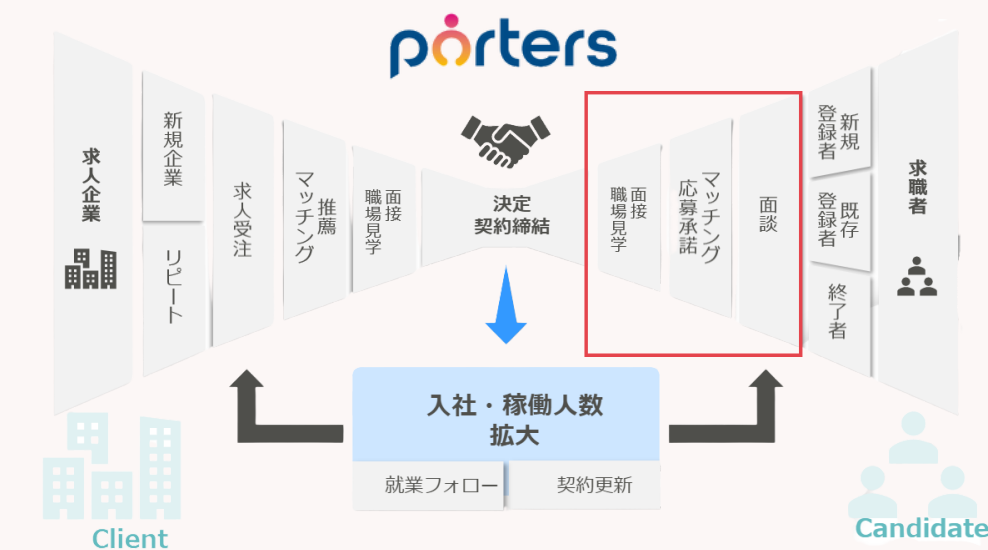 porters
求人企業
新規企業
リピート
求人受注
推薦
マッチング
面接
職場見学
決定
契約締結
面接
職場見学
マッチング
応募承諾
面談
新規
登録者
既存
登録者
終了者
求職者
入社・稼働人数
拡大
就業フォロー
契約更新
Client
Candidate